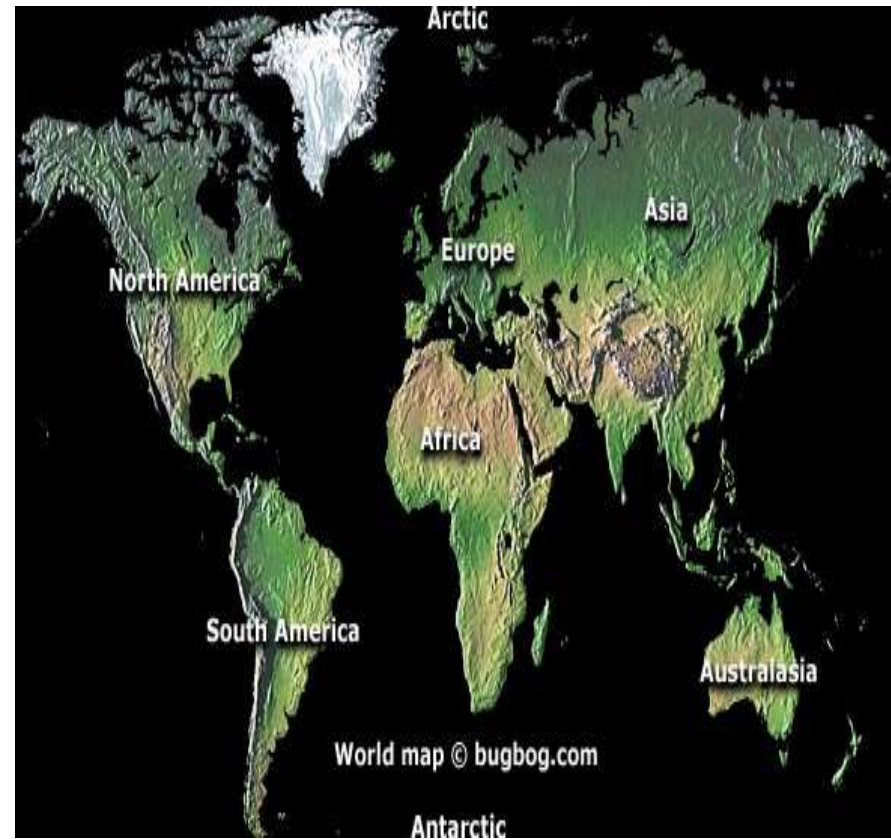 Arctic
Asia
Europe
North America
Africa
South America
Australasia
World map © bugbog.com
Antarctic